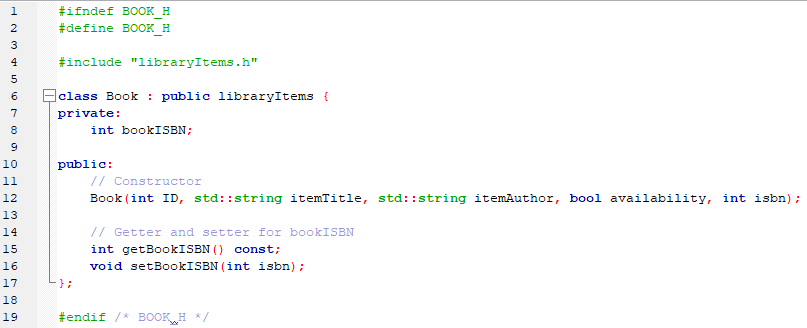 1 #ifndef BOOK_H
2 #define BOOK_H
3
4 #include "libraryItems.h"
5
6 class Book : public libraryItems {
7 private:
8     int bookISBN;
9
10 public:
11     // Constructor
12     Book(int ID, std::string itemTitle, std::string itemAuthor, bool availability, int isbn);
13
14     // Getter and setter for bookISBN
15     int getBookISBN() const;
16     void setBookISBN(int isbn);
17 };
18
19 #endif /* BOOK_H */